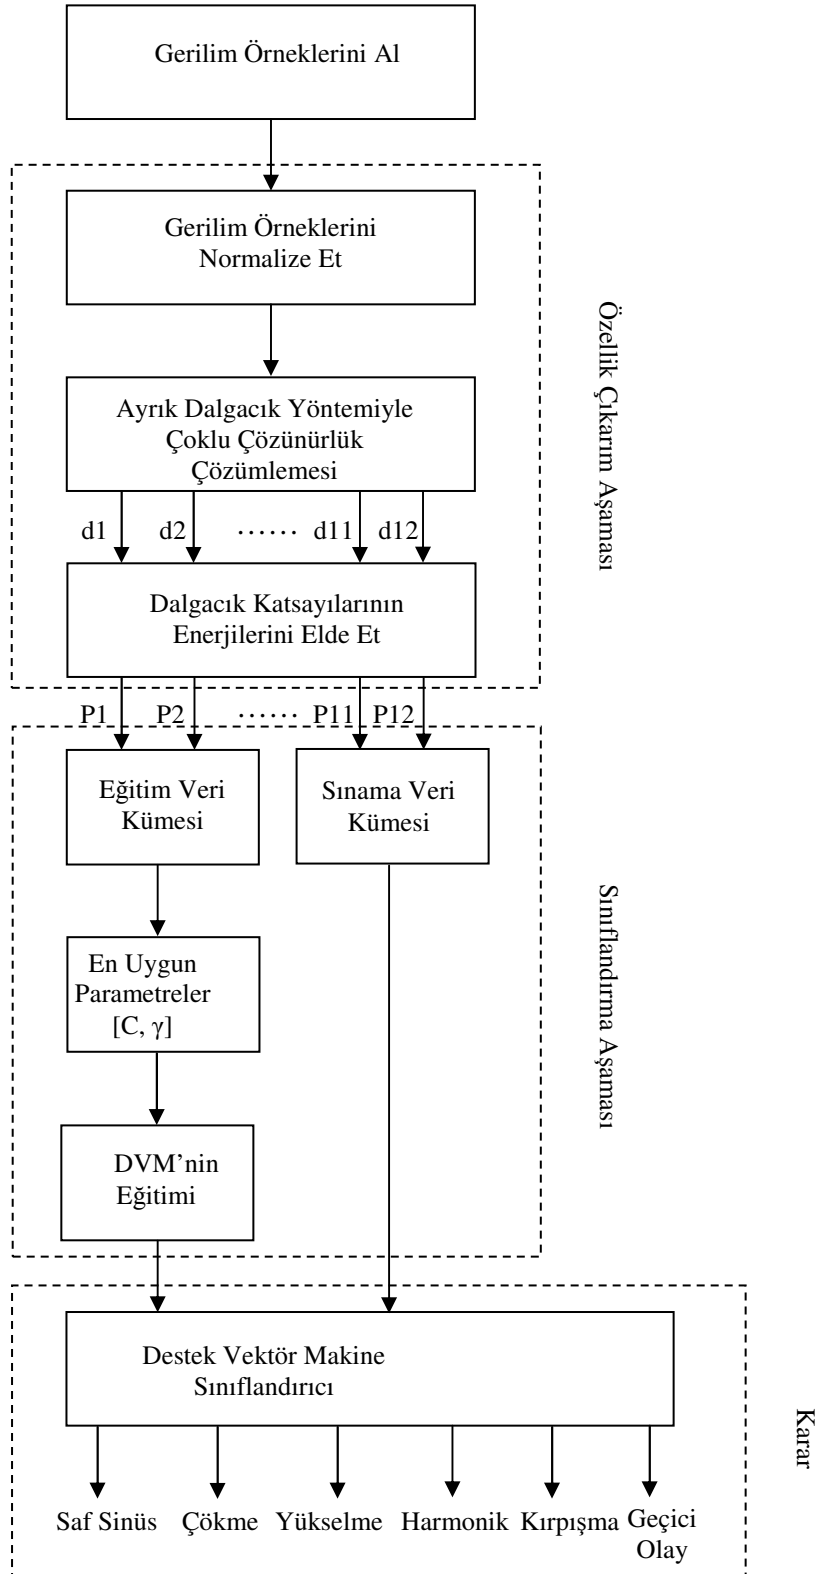 Gerilim Örneklerini Al
Gerilim Örneklerini
Normalize Et
Ayrık Dalgacık Yöntemiyle
Çoklu Çözünürlük
Çözümlemesi
d1 d2 ...... d11 d12
Dalgacık Katsayılarının
Enerjilerini Elde Et
Özellik Çıkarım Aşaması
P1 P2 ...... P11 P12
Eğitim Veri
Kümesi
Sınama Veri
Kümesi
En Uygun
Parametreler
[C, γ]
DVM’nin
Eğitimi
Sınıflandırma Aşaması
Destek Vektör Makine
Sınıflandırıcı
Karar
Saf Sinüs Çökme Yükselme Harmonik Kırpışma Geçici
Olay